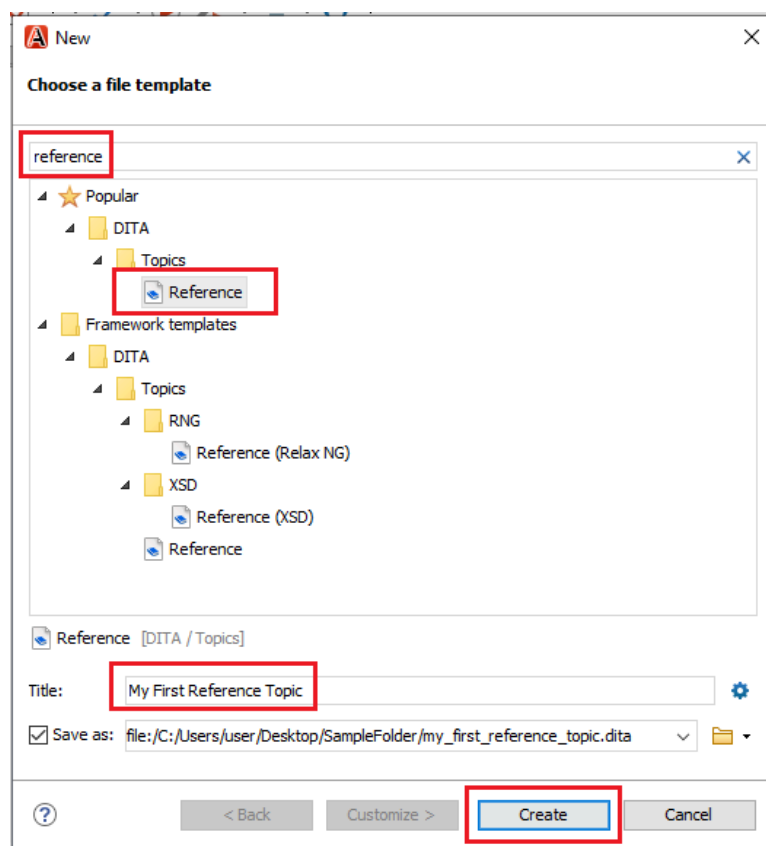 New
Choose a file template
reference
Popular
DITA
Topics
Reference
Framework templates
DITA
Topics
RNG
Reference (Relax NG)
XSD
Reference (XSD)
Reference
Reference [DITA / Topics]
Title: My First Reference Topic
Save as: file:/C:/Users/user/Desktop/SampleFolder/my_first_reference_topic.dita
< Back Customize > Create Cancel